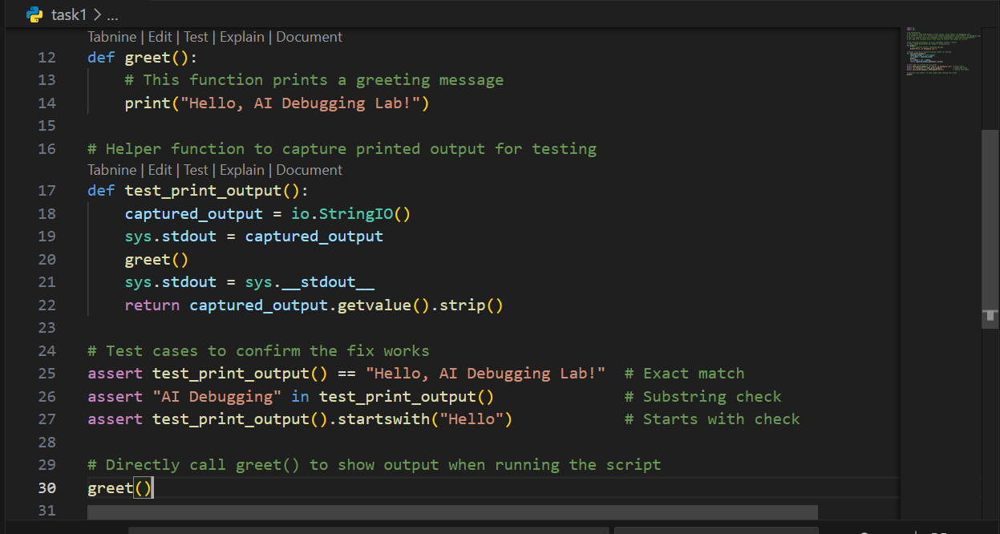 task1 > ...
Tabnine | Edit | Test | Explain | Document
12 def greet():
13     # This function prints a greeting message
14     print("Hello, AI Debugging Lab!")
15
16 # Helper function to capture printed output for testing
Tabnine | Edit | Test | Explain | Document
17 def test_print_output():
18     captured_output = io.StringIO()
19     sys.stdout = captured_output
20     greet()
21     sys.stdout = sys.__stdout__
22     return captured_output.getvalue().strip()
23
24 # Test cases to confirm the fix works
25 assert test_print_output() == "Hello, AI Debugging Lab!"  # Exact match
26 assert "AI Debugging" in test_print_output()              # Substring check
27 assert test_print_output().startswith("Hello")            # Starts with check
28
29 # Directly call greet() to show output when running the script
30 greet()
31